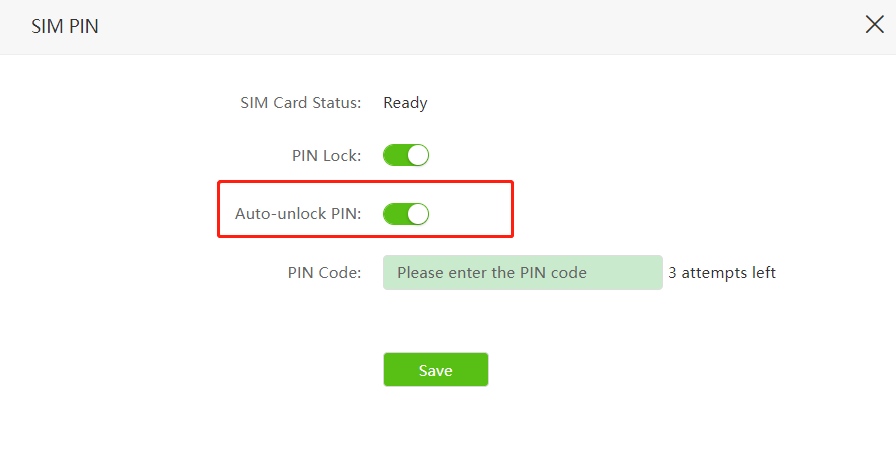 SIM PIN
SIM Card Status: Ready
PIN Lock:
Auto-unlock PIN:
PIN Code: Please enter the PIN code 3 attempts left
Save